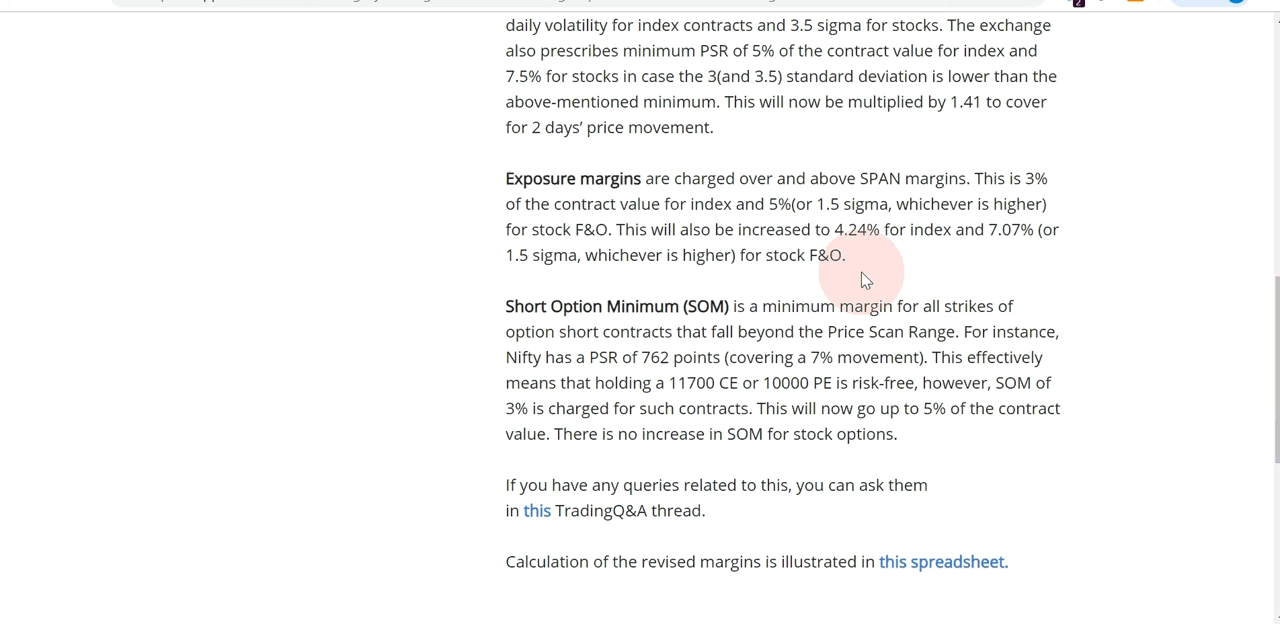 daily volatility for index contracts and 3.5 sigma for stocks. The exchange
also prescribes minimum PSR of 5% of the contract value for index and
7.5% for stocks in case the 3(and 3.5) standard deviation is lower than the
above-mentioned minimum. This will now be multiplied by 1.41 to cover
for 2 days’ price movement.
Exposure margins are charged over and above SPAN margins. This is 3%
of the contract value for index and 5%(or 1.5 sigma, whichever is higher)
for stock F&O. This will also be increased to 4.24% for index and 7.07% (or
1.5 sigma, whichever is higher) for stock F&O.
Short Option Minimum (SOM) is a minimum margin for all strikes of
option short contracts that fall beyond the Price Scan Range. For instance,
Nifty has a PSR of 762 points (covering a 7% movement). This effectively
means that holding a 11700 CE or 10000 PE is risk-free, however, SOM of
3% is charged for such contracts. This will now go up to 5% of the contract
value. There is no increase in SOM for stock options.
If you have any queries related to this, you can ask them
in this TradingQ&A thread.
Calculation of the revised margins is illustrated in this spreadsheet.